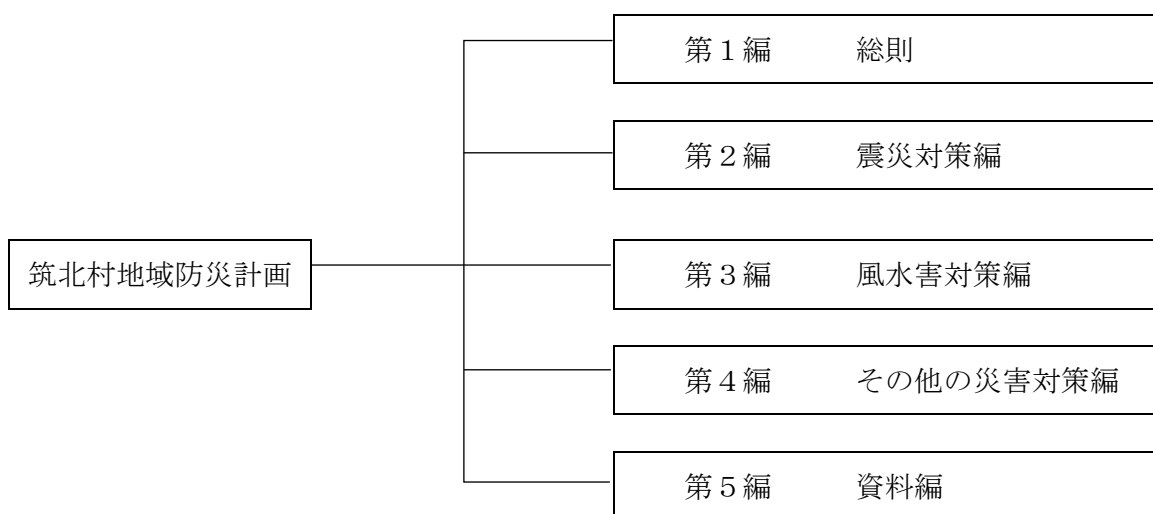 第１編　総則
第２編　震災対策編
筑北村地域防災計画
第３編　風水害対策編
第４編　その他の災害対策編
第５編　資料編